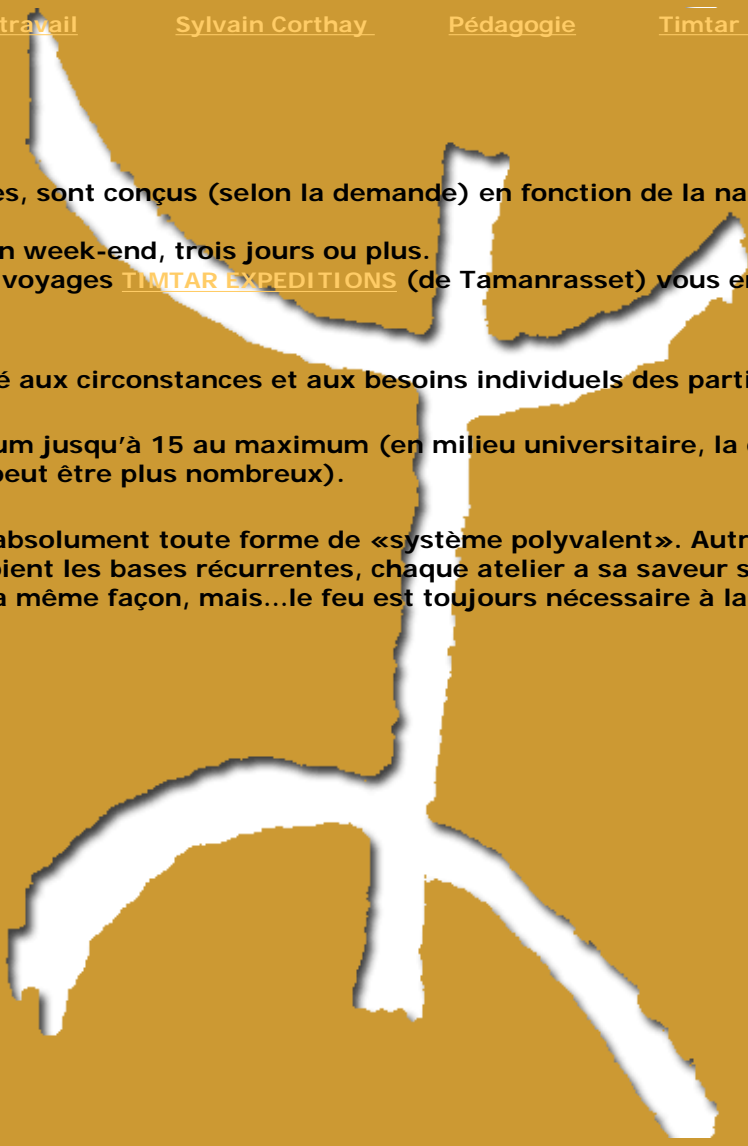 travail Sylvain Corthay Pédagogie Timtar
es, sont conçus (selon la demande) en fonction de la na
n week-end, trois jours ou plus.
voyages TIMTAR EXPEDITIONS (de Tamanrasset) vous e
é aux circonstances et aux besoins individuels des parti
um jusqu’à 15 au maximum (en milieu universitaire, la
peut être plus nombreux).
absolument toute forme de «système polyvalent». Autr
oient les bases récurrentes, chaque atelier a sa saveur s
a même façon, mais...le feu est toujours nécessaire à la